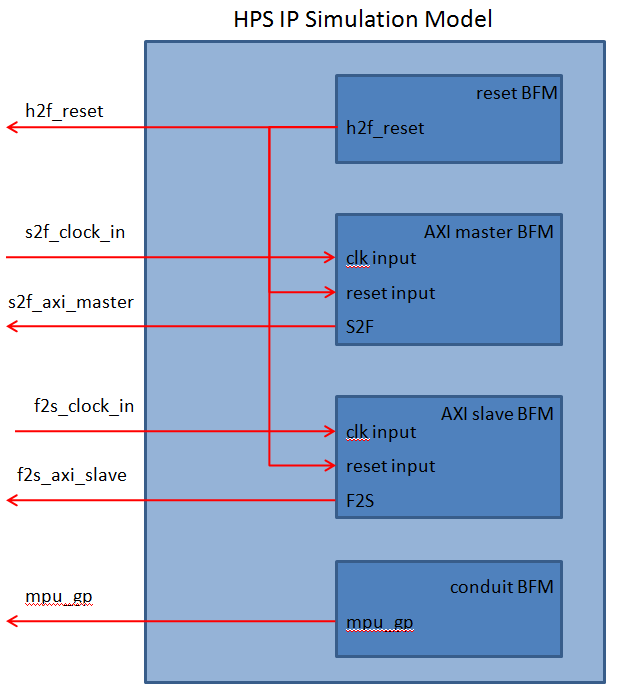 HPS IP Simulation Model
reset BFM
h2f_reset
h2f_reset
s2f_clock_in
AXI master BFM
clk input
s2f_axi_master
reset input
S2F
f2s_clock_in
AXI slave BFM
clk input
f2s_axi_slave
reset input
F2S
mpu_gp
conduit BFM
mpu_gp